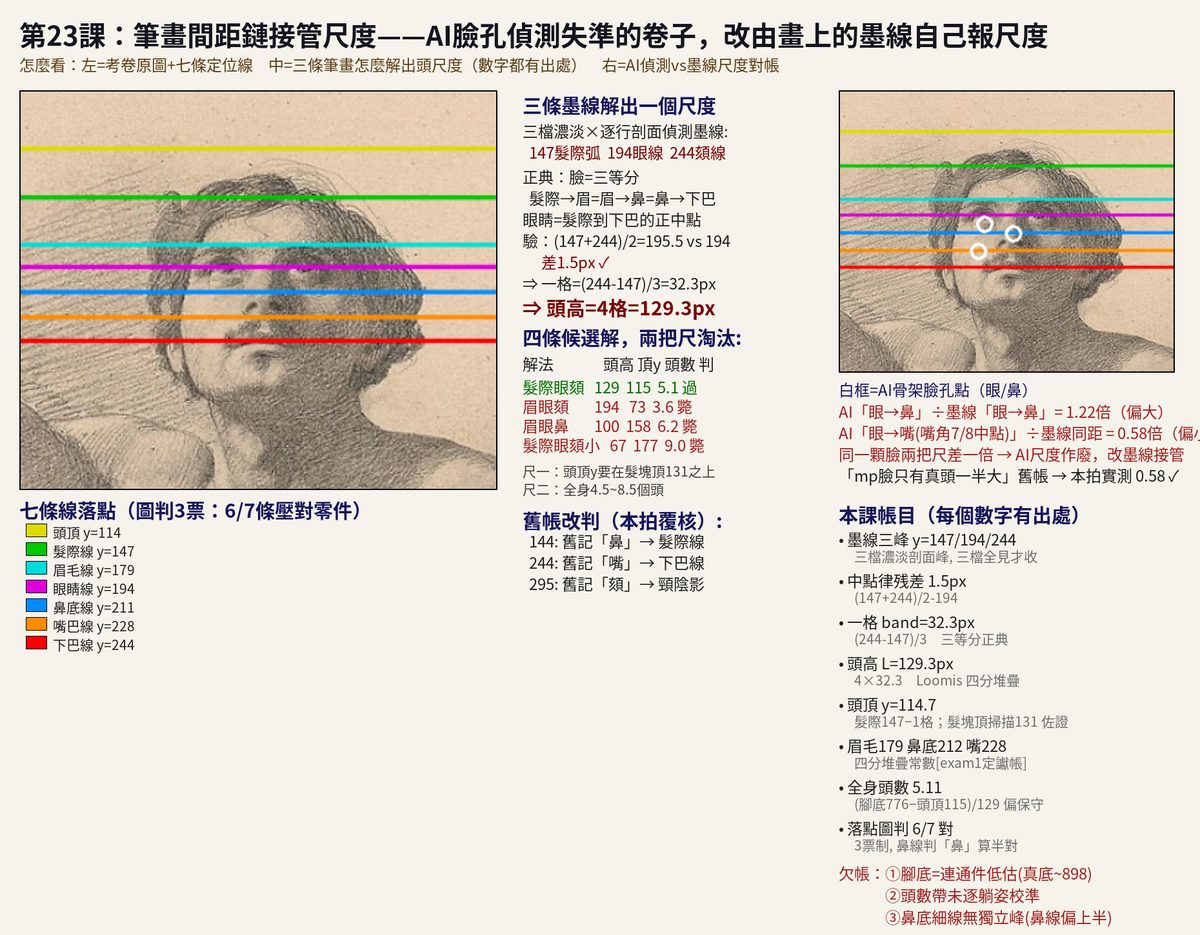 第23課：筆畫間距鏈接管尺度——AI臉孔偵測失準的卷子，改由畫上的墨線自己報尺度
怎麼看：左=考卷原圖+七條定位線　中=三條筆畫怎麼解出頭尺度（數字都有出處）　右=AI偵測vs墨線尺度對帳
七條線落點（圖判3票：6/7條壓對零件）
頭頂 y=114
髮際線 y=147
眉毛線 y=179
眼睛線 y=194
鼻底線 y=211
嘴巴線 y=228
下巴線 y=244
三條墨線解出一個尺度
三檔濃淡×逐行剖面偵測墨線:
147髮際弧 194眼線 244頦線
正典：臉=三等分
髮際→眉=眉→鼻=鼻→下巴
眼睛=髮際到下巴的正中點
驗：(147+244)/2=195.5 vs 194
差1.5px✓
⇒ 一格=(244-147)/3=32.3px
⇒ 頭高=4格=129.3px
四條候選解，兩把尺淘汰:
解法 頭高 頂y 頭數 判
髮際眼頦 129 115 5.1 過
眉眼頦 194 73 3.6 斃
眉眼鼻 100 158 6.2 斃
髮際眼頦小 67 177 9.0 斃
尺一：頭頂y要在髮塊頂131之上
尺二：全身4.5~8.5個頭
舊帳改判（本拍覆核）:
144: 舊記「鼻」→ 髮際線
244: 舊記「嘴」→ 下巴線
295: 舊記「頦」→ 頸陰影
白框=AI骨架臉孔點（眼/鼻）
AI「眼→鼻」÷墨線「眼→鼻」= 1.22倍（偏大）
AI「眼→嘴(嘴角7/8中點)」÷墨線同距 = 0.58倍（偏
同一顆臉兩把尺差一倍 → AI尺度作廢，改墨線接管
「mp臉只有真頭一半大」舊帳 → 本拍實測 0.58✓
本課帳目（每個數字有出處）
• 墨線三峰 y=147/194/244
三檔濃淡剖面峰, 三檔全見才收
• 中點律殘差 1.5px
(147+244)/2-194
• 一格 band=32.3px
(244-147)/3　三等分正典
• 頭高 L=129.3px
4×32.3　Loomis 四分堆疊
• 頭頂 y=114.7
髮際147−1格；髮塊頂掃描131 佐證
• 眉毛179 鼻底212 嘴228
四分堆疊常數[exam1定讞帳]
• 全身頭數 5.11
(腳底776−頭頂115)/129 偏保守
• 落點圖判 6/7 對
3票制, 鼻線判「鼻」算半對
欠帳：①腳底=連通件低估(真底~898)
②頭數帶未逐躺姿校準
③鼻底細線無獨立峰(鼻線偏上半)